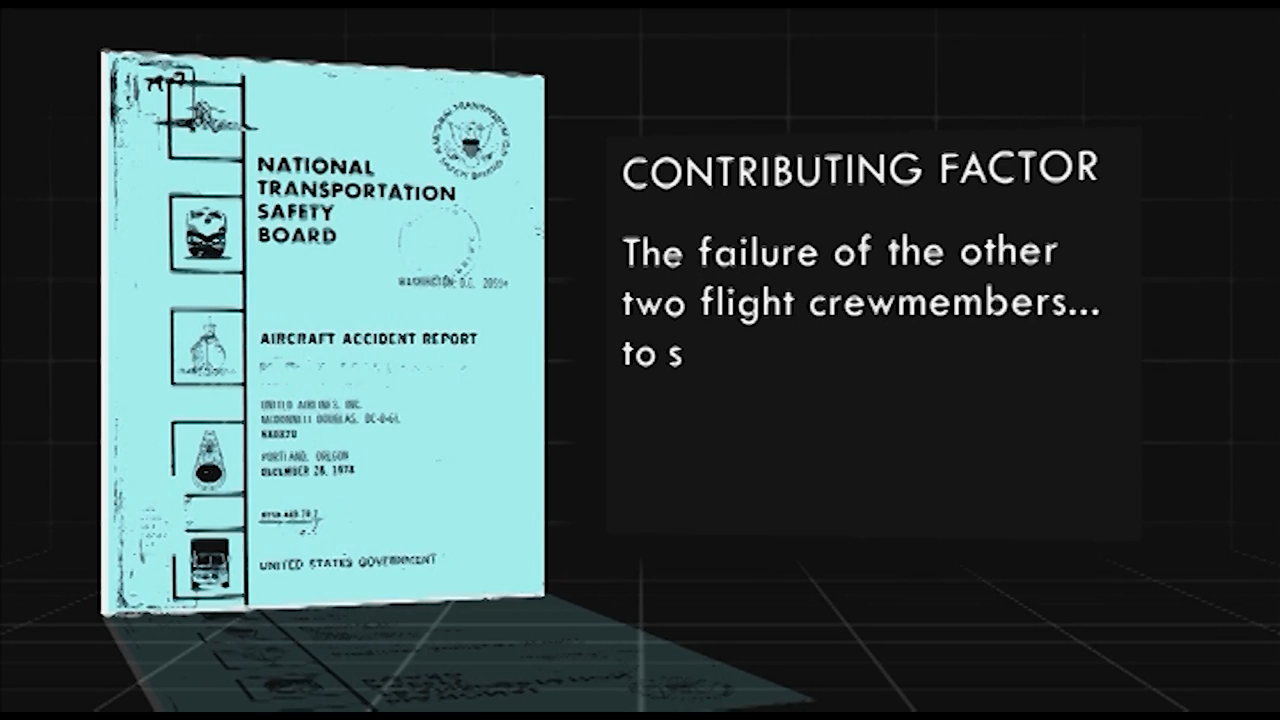 NATIONAL
TRANSPORTATION
SAFETY
BOARD
WASHINGTON, D.C.
AIRCRAFT ACCIDENT REPORT
UNITED AIRLINES, INC.
MCDONNELL DOUGLAS, DC-8-61,
PORTLAND, OREGON
DECEMBER 28, 1978
UNITED STATES GOVERNMENT
CONTRIBUTING FACTOR
The failure of the other
two flight crewmembers...
to s